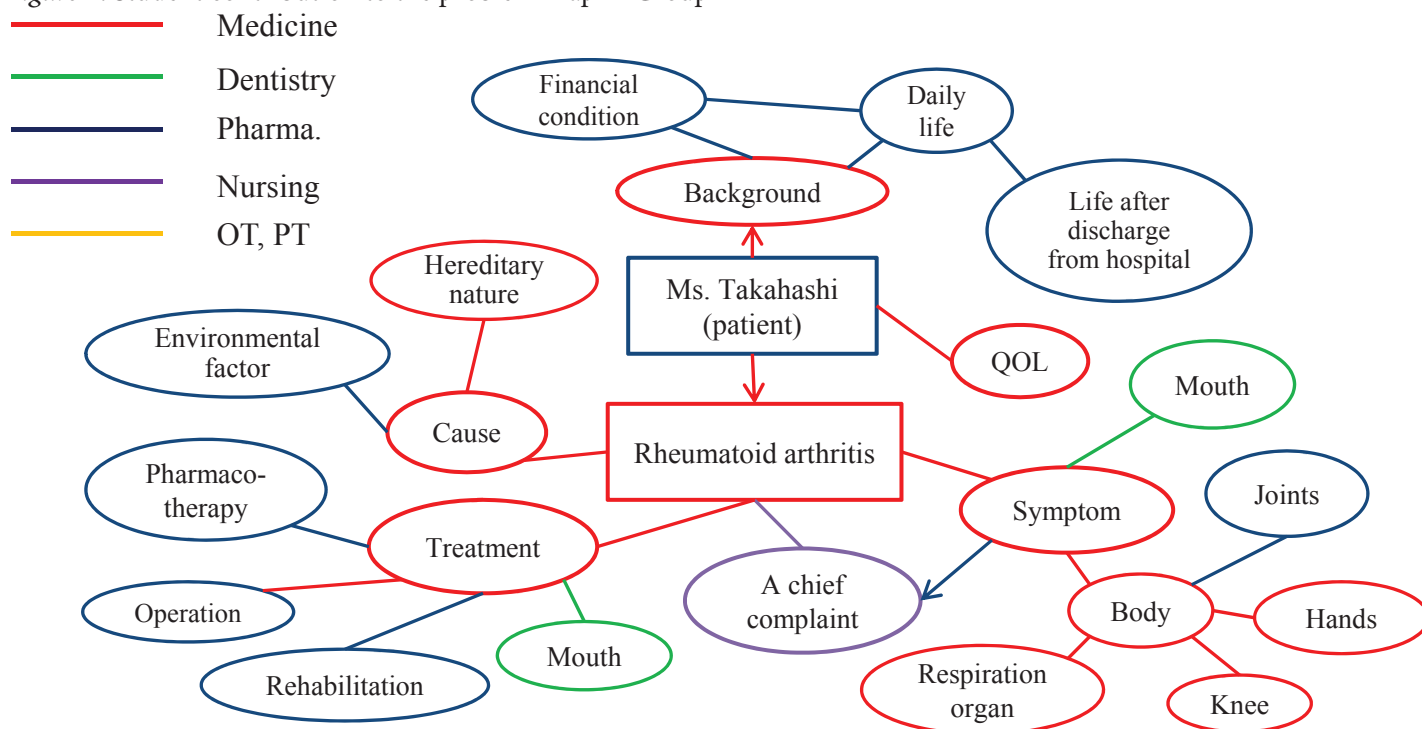 Medicine
Dentistry
Pharma.
Nursing
OT, PT
Financial
condition
Daily
life
Background
Life after
discharge
from hospital
Hereditary
nature
Ms. Takahashi
(patient)
Environmental
factor
QOL
Mouth
Cause
Rheumatoid arthritis
Pharmaco-
therapy
Joints
Symptom
Treatment
A chief
complaint
Operation
Body
Hands
Mouth
Rehabilitation
Respiration
organ
Knee